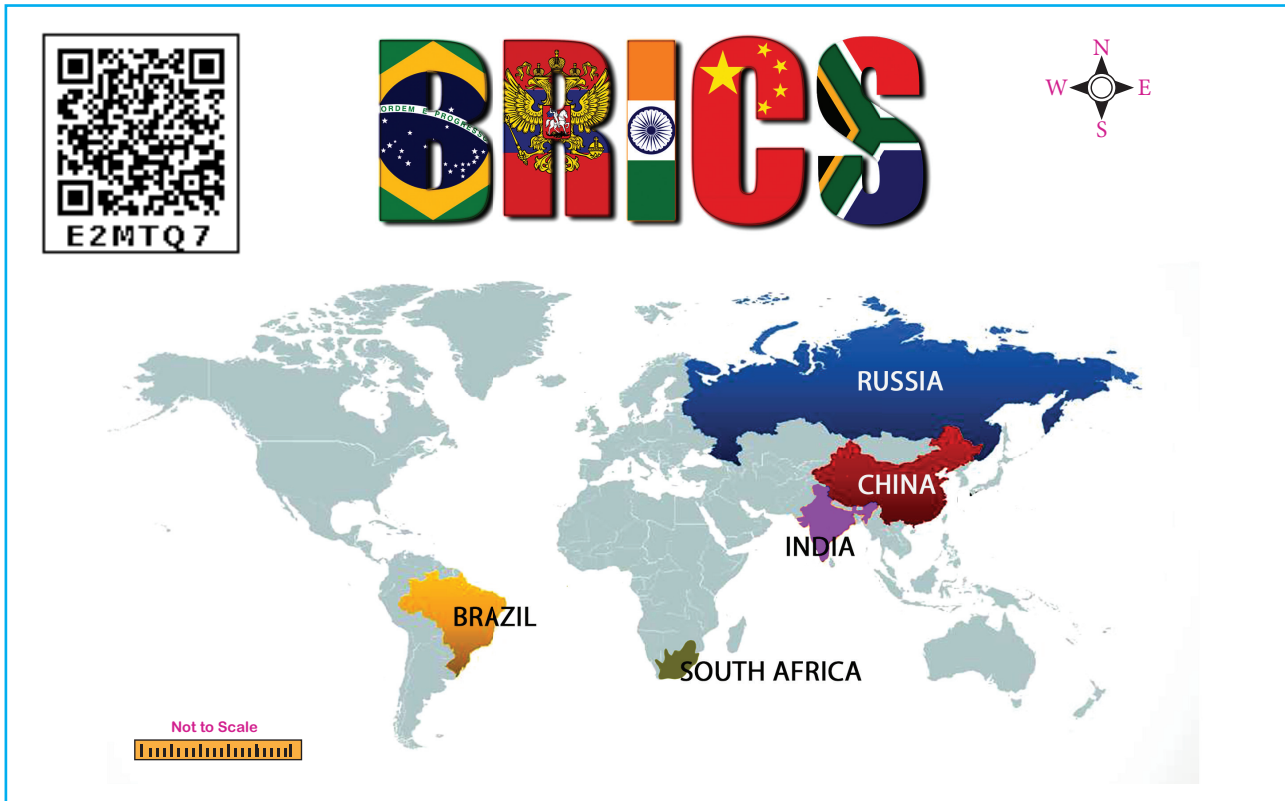 BRICS
ORDEM E PROGRESSO
N
W E
S
E2MTQ7
RUSSIA
CHINA
INDIA
BRAZIL
SOUTH AFRICA
Not to Scale